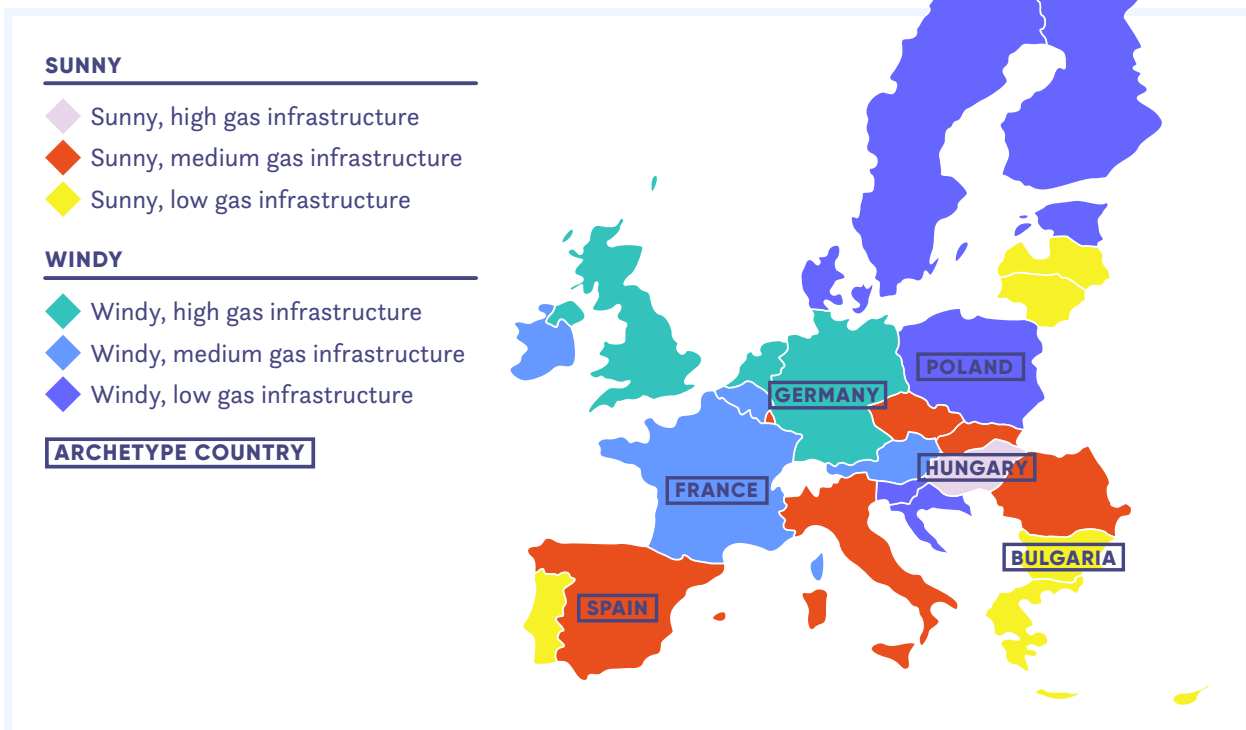 SUNNY
Sunny, high gas infrastructure
Sunny, medium gas infrastructure
Sunny, low gas infrastructure
WINDY
Windy, high gas infrastructure
Windy, medium gas infrastructure
Windy, low gas infrastructure
ARCHETYPE COUNTRY
POLAND
GERMANY
HUNGARY
FRANCE
BULGARIA
SPAIN